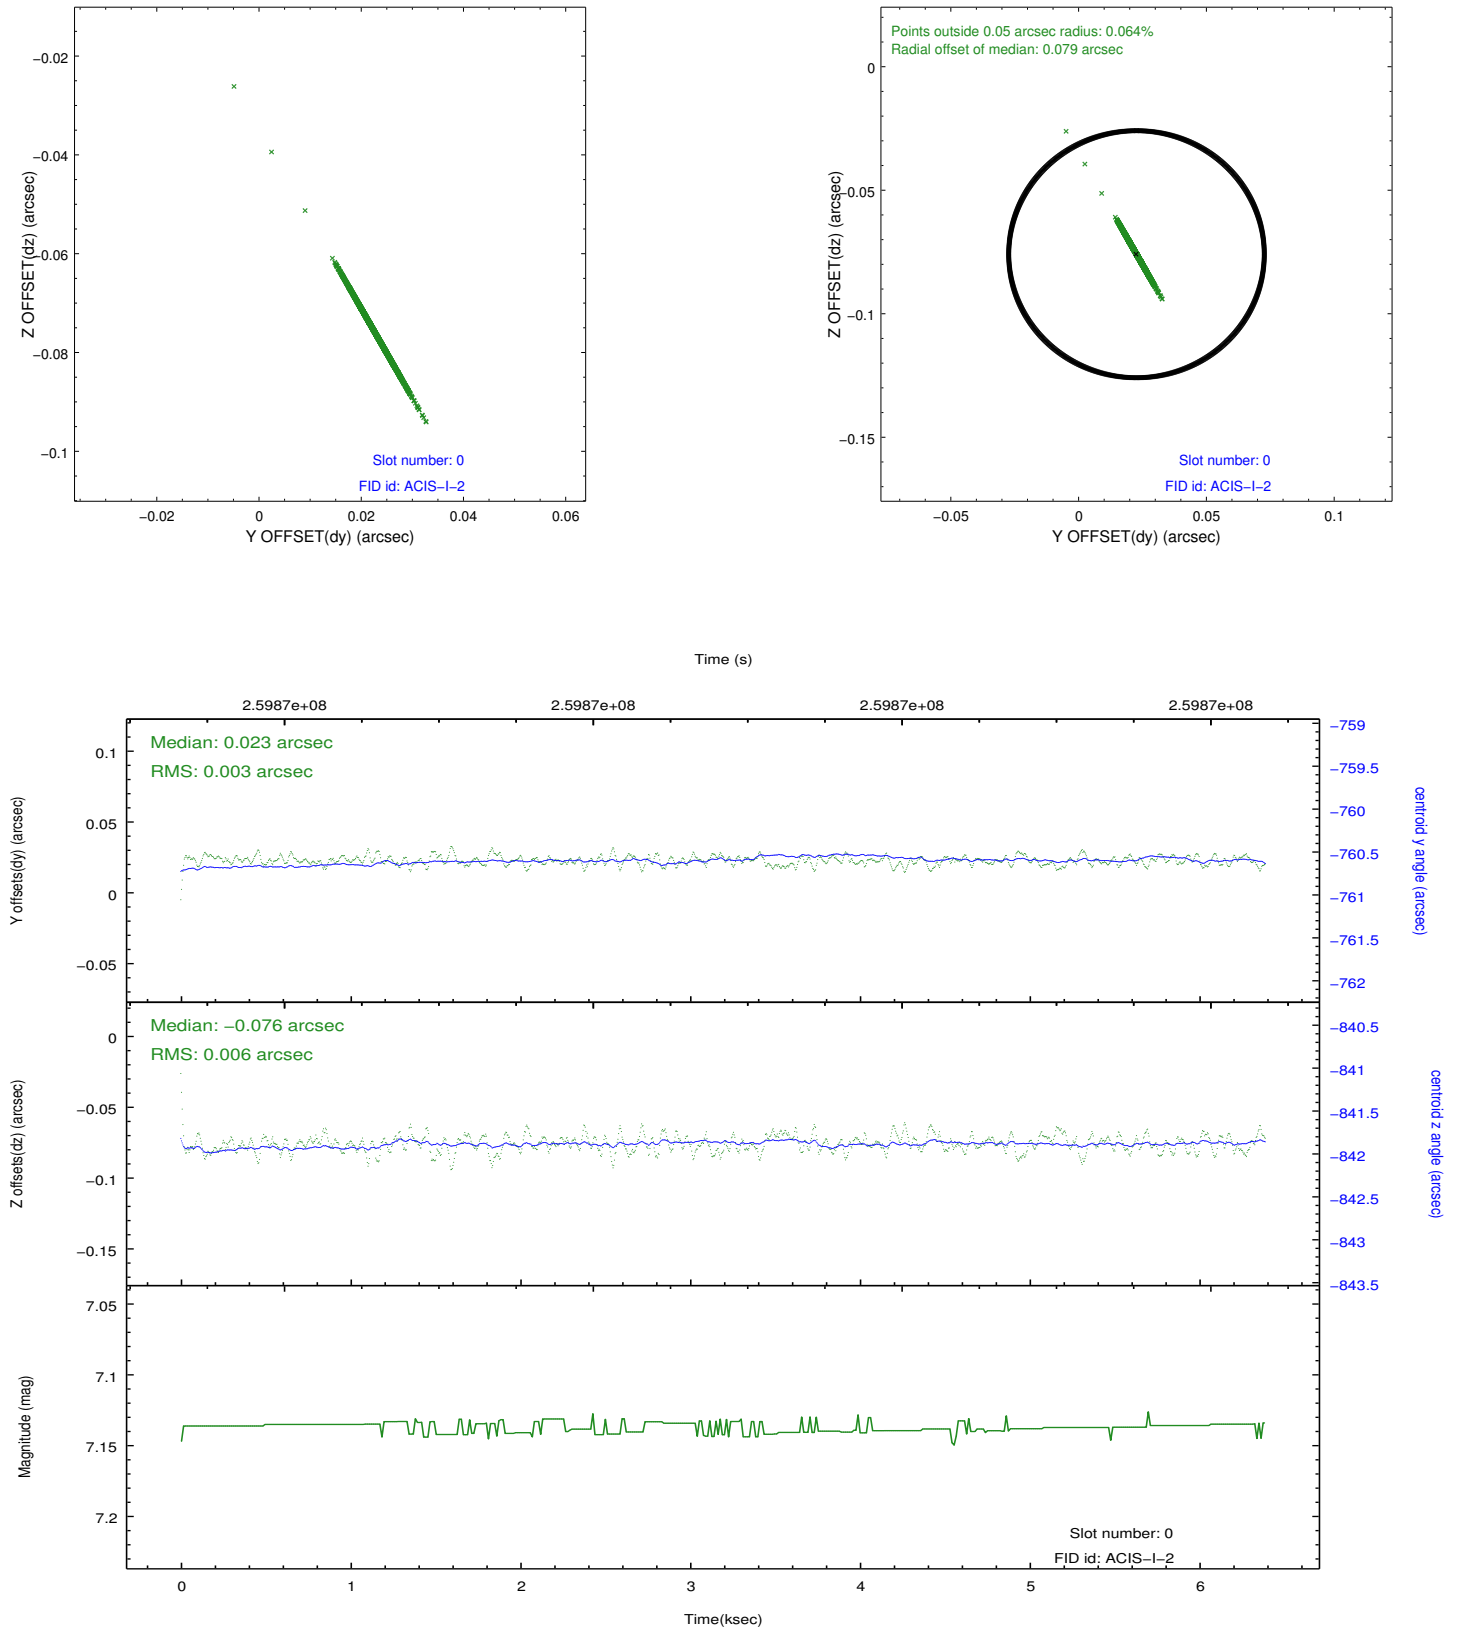 −0.02
−0.04
−0.06
−0.08
−0.1
Z OFFSET(dz) (arcsec)
Slot number: 0
FID id: ACIS−I−2
−0.02 0 0.02 0.04 0.06
Y OFFSET(dy) (arcsec)
Points outside 0.05 arcsec radius: 0.064%
Radial offset of median: 0.079 arcsec
0
−0.05
−0.1
−0.15
Z OFFSET(dz) (arcsec)
Slot number: 0
FID id: ACIS−I−2
−0.05 0 0.05 0.1
Y OFFSET(dy) (arcsec)
Time (s)
2.5987e+08 2.5987e+08 2.5987e+08 2.5987e+08
Median: 0.023 arcsec
RMS: 0.003 arcsec
0.1
0.05
0
−0.05
Y offsets(dy) (arcsec)
−759
−759.5
−760
−760.5
−761
−761.5
−762
centroid y angle (arcsec)
Median: −0.076 arcsec
RMS: 0.006 arcsec
0
−0.05
−0.1
−0.15
Z offsets(dz) (arcsec)
−840.5
−841
−841.5
−842
−842.5
−843
−843.5
centroid z angle (arcsec)
7.05
7.1
7.15
7.2
Magnitude (mag)
Slot number: 0
FID id: ACIS−I−2
0 1 2 3 4 5 6
Time(ksec)